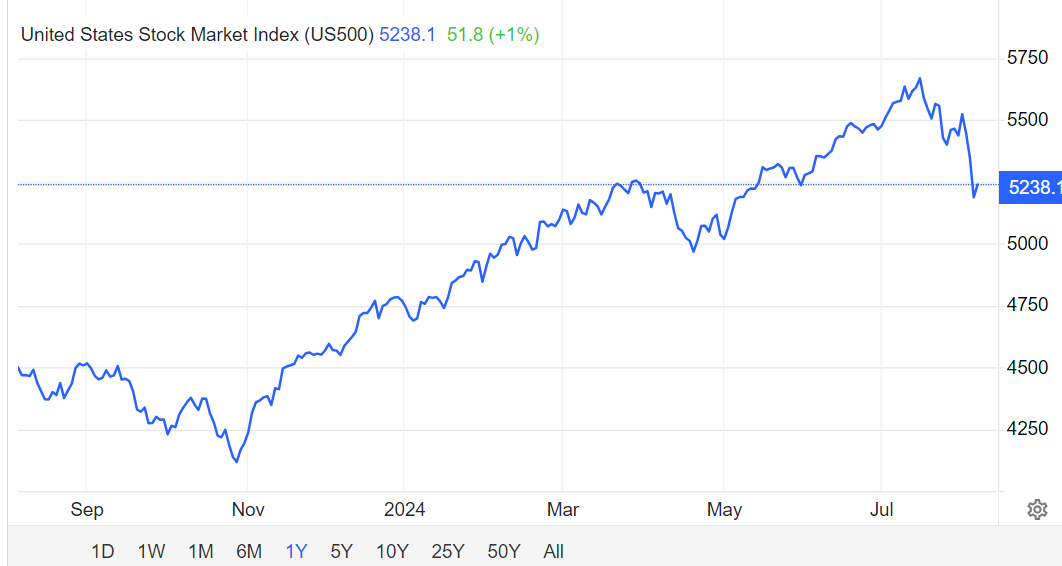 United States Stock Market Index (US500) 5238.1 51.8 (+1%)
5750
5500
5238.1
5000
4750
4500
4250
Sep Nov 2024 Mar May Jul
1D 1W 1M 6M 1Y 5Y 10Y 25Y 50Y All